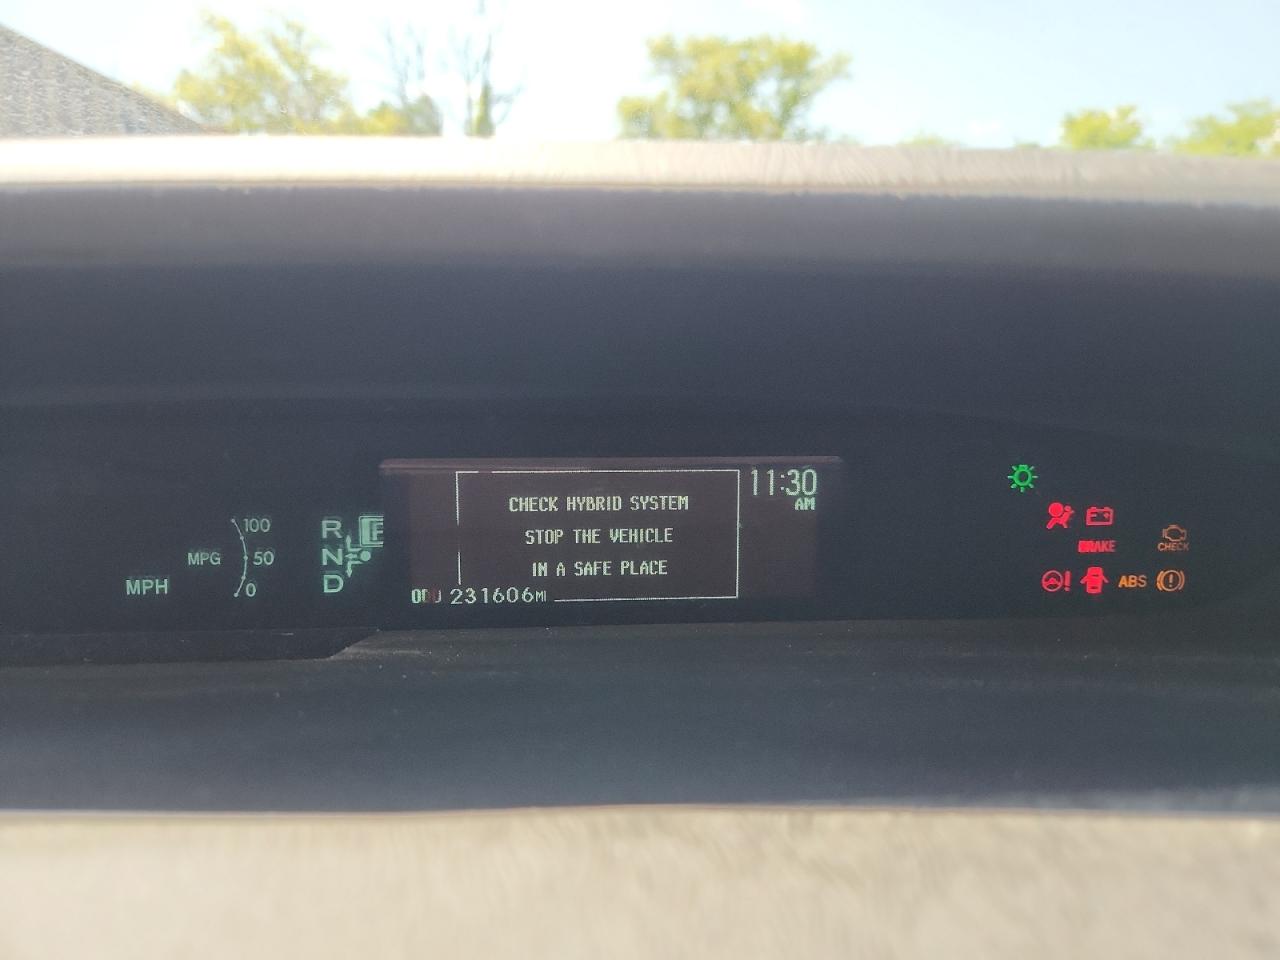 100
MPG 50
0
MPH
R
N
D
CHECK HYBRID SYSTEM
STOP THE VEHICLE
IN A SAFE PLACE
11:30
AM
ODO 231606MI
BRAKE
CHECK
ABS